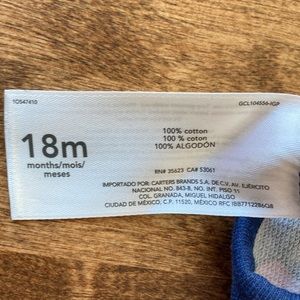 TO547410
GCL104556-IGP
18m
months/mois/
meses
100% cotton
100 % coton
100% ALGODÓN
RN# 35623 CA# 53061
IMPORTADO POR: CARTERS BRANDS S.A. DE.C.V. AV. EJÉRCITO
NACIONAL NO. 843-B, NO. INT. PISO 11
COL. GRANADA, MIGUEL HIDALGO
CIUDAD DE MÉXICO, C.P. 11520, MÉXICO RFC IBB7712286Q8